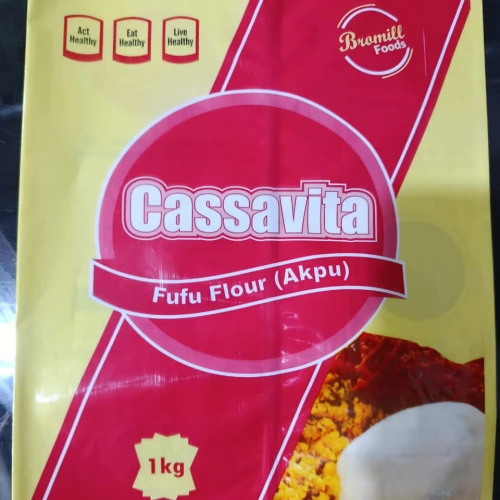 Act
Healthy
Eat
Healthy
Live
Healthy
Bromill
Foods
Cassavita
Fufu Flour (Akpu)
1kg